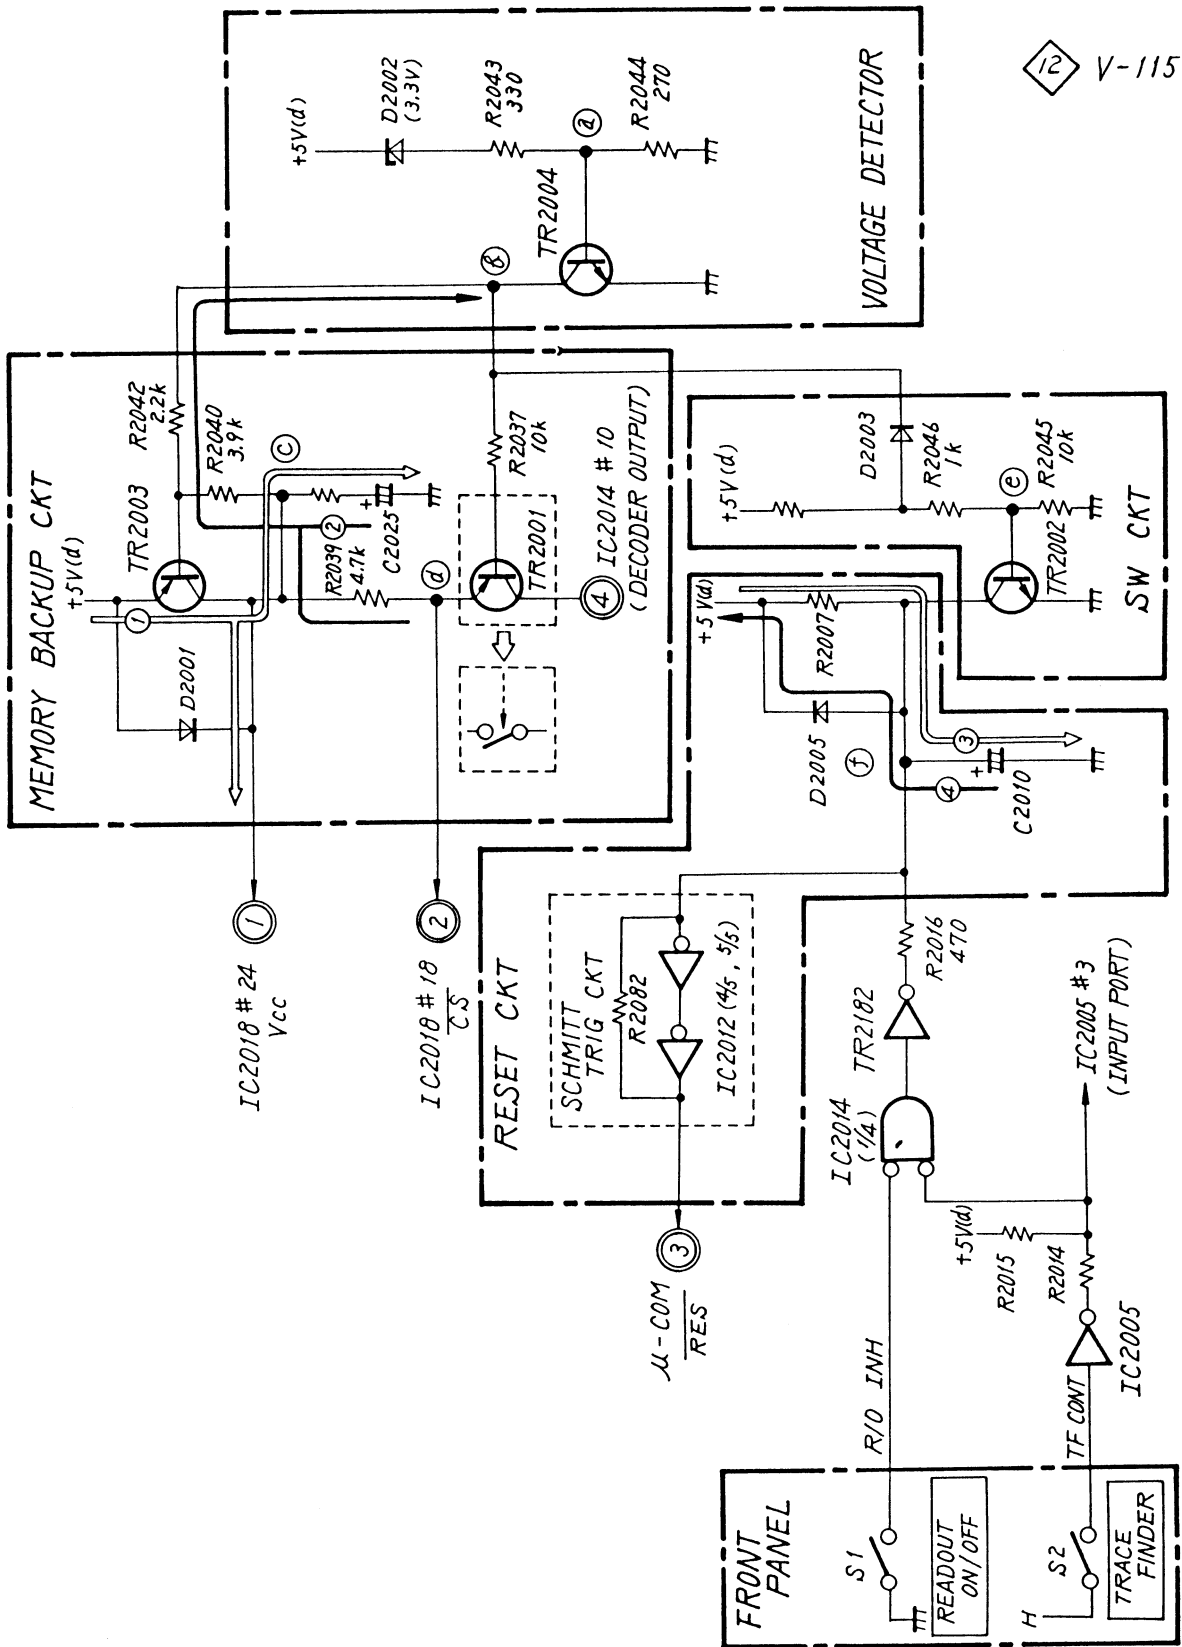 12 V-115
VOLTAGE DETECTOR
+5V(d)
D2002
(3.3V)
R2043
330
a
R2044
270
TR2004
b
MEMORY BACKUP CKT
+5V(d)
TR2003
R2042
2.2k
R2040
3.9k
c
1
2
D2001
R2039
4.7k
+
C2025
d
R2037
10k
TR2001
4
IC2014 #10
(DECODER OUTPUT)
1
IC2018 #24
Vcc
2
IC2018 #18
CS
SW CKT
+5V(d)
D2003
R2046
1k
e
R2045
10k
TR2002
RESET CKT
+5V(d)
R2007
D2005
f
3
4
+
C2010
SCHMITT
TRIG CKT
R2082
IC2012 (4/5, 5/5)
3
μ-COM
RES
R2016
470
TR2182
IC2014
(1/4)
IC2005 #3
(INPUT PORT)
+5V(d)
R2015
R2014
IC2005
R/O INH
TF CONT
FRONT
PANEL
S1
READOUT
ON/OFF
H
S2
TRACE
FINDER